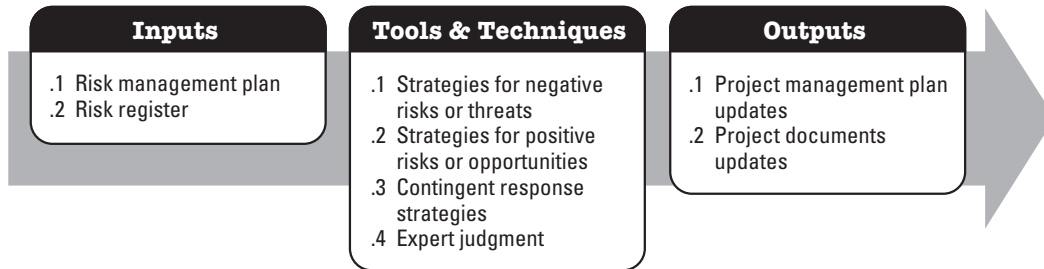 Inputs
.1 Risk management plan
.2 Risk register
Tools & Techniques
.1 Strategies for negative
risks or threats
.2 Strategies for positive
risks or opportunities
.3 Contingent response
strategies
.4 Expert judgment
Outputs
.1 Project management plan
updates
.2 Project documents
updates